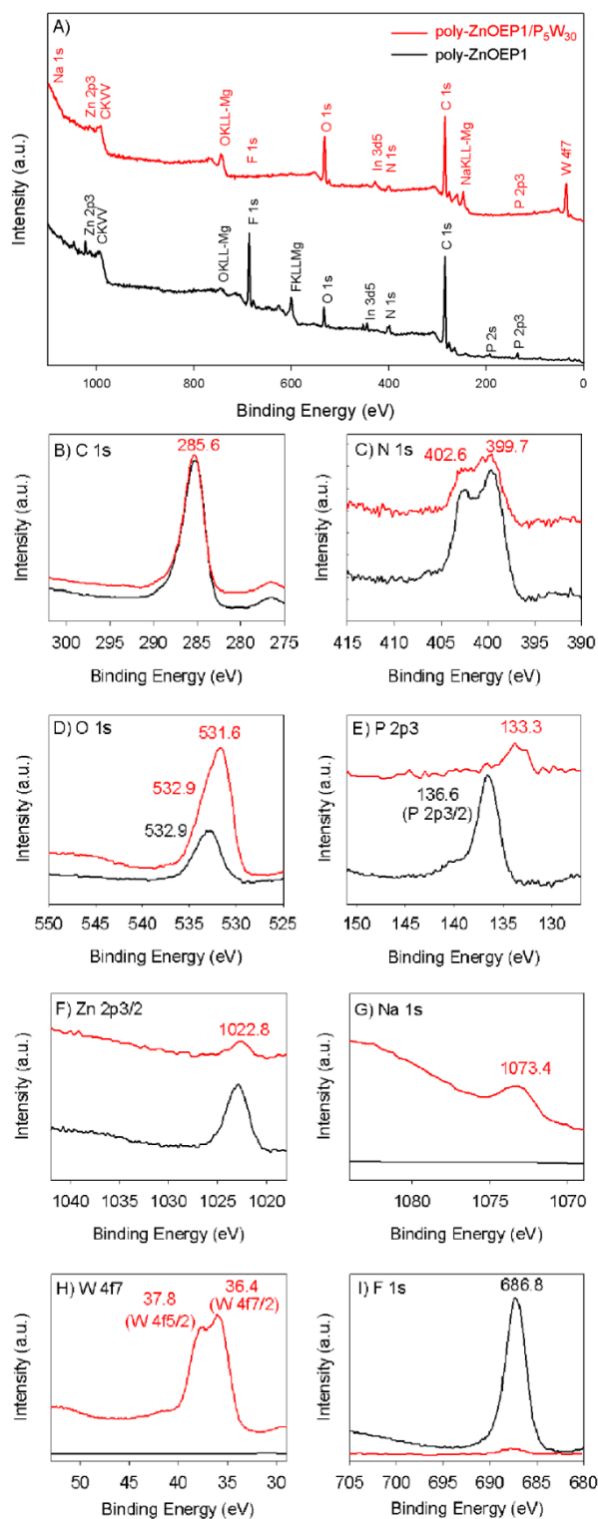 A)
poly-ZnOEP1/P5W30
poly-ZnOEP1
Na 1s
Zn 2p3
CKVV
OKLL-Mg
F 1s
O 1s
In 3d5
N 1s
C 1s
NaKLL-Mg
P 2p3
W 4f7
Zn 2p3
CKVV
OKLL-Mg
F 1s
FKLLMg
O 1s
In 3d5
N 1s
C 1s
P 2s
P 2p3
Intensity (a.u.)
1000 800 600 400 200 0
Binding Energy (eV)
B) C 1s
285.6
Intensity (a.u.)
300 295 290 285 280 275
Binding Energy (eV)
C) N 1s
402.6 399.7
Intensity (a.u.)
415 410 405 400 395 390
Binding Energy (eV)
D) O 1s
531.6
532.9
532.9
Intensity (a.u.)
550 545 540 535 530 525
Binding Energy (eV)
E) P 2p3
133.3
136.6
(P 2p3/2)
Intensity (a.u.)
150 145 140 135 130
Binding Energy (eV)
F) Zn 2p3/2
1022.8
Intensity (a.u.)
1040 1035 1030 1025 1020
Binding Energy (eV)
G) Na 1s
1073.4
Intensity (a.u.)
1080 1075 1070
Binding Energy (eV)
H) W 4f7
36.4
37.8 (W 4f7/2)
(W 4f5/2)
Intensity (a.u.)
50 45 40 35 30
Binding Energy (eV)
I) F 1s
686.8
Intensity (a.u.)
705 700 695 690 685 680
Binding Energy (eV)